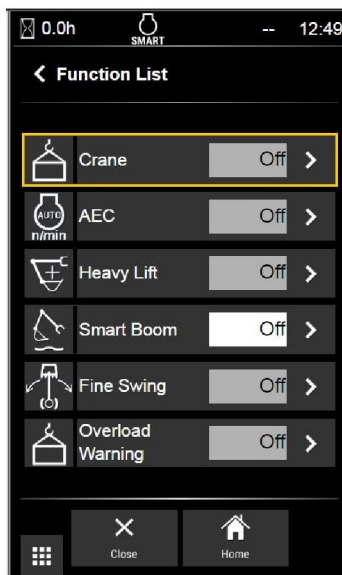 0.0h
SMART
--
12:49
Function List
Crane
Off
AUTO
n/min
AEC
Off
Heavy Lift
Off
Smart Boom
Off
Fine Swing
Off
Overload
Warning
Off
Close
Home